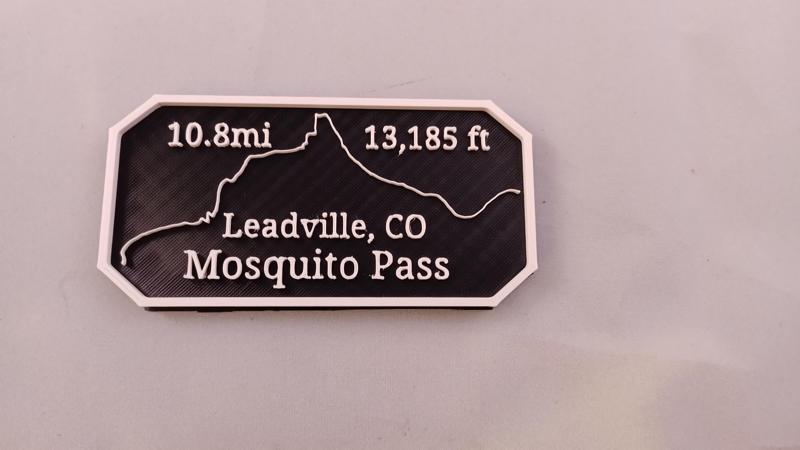 10.8mi 13,185 ft
Leadville, CO
Mosquito Pass